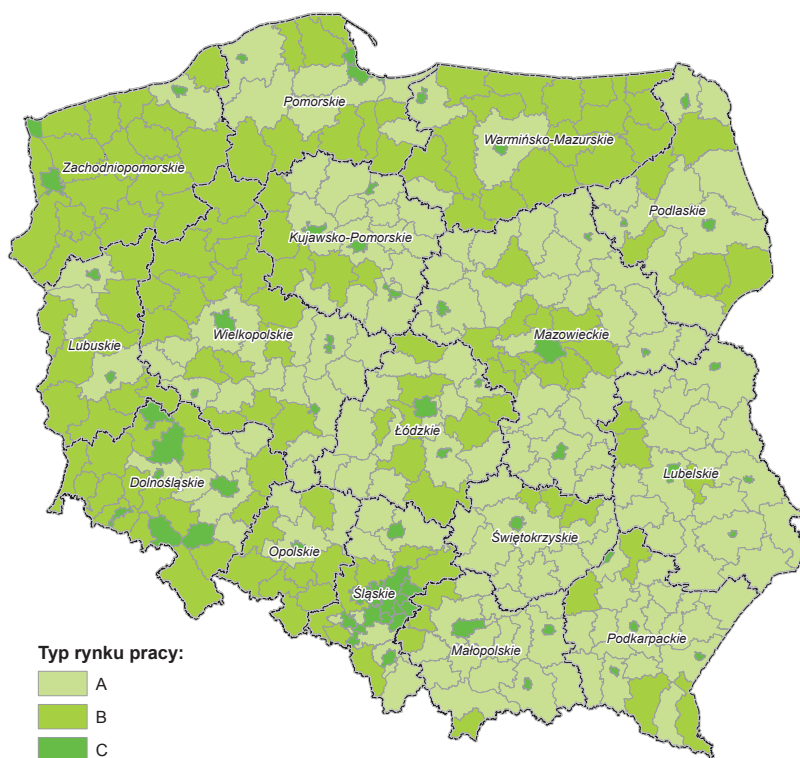 Pomorskie
Warmińsko-Mazurskie
Zachodniopomorskie
Podlaskie
Kujawsko-Pomorskie
Mazowieckie
Wielkopolskie
Lubuskie
Łódzkie
Lubelskie
Dolnośląskie
Świętokrzyskie
Opolskie
Śląskie
Podkarpackie
Małopolskie
Typ rynku pracy:
A
B
C